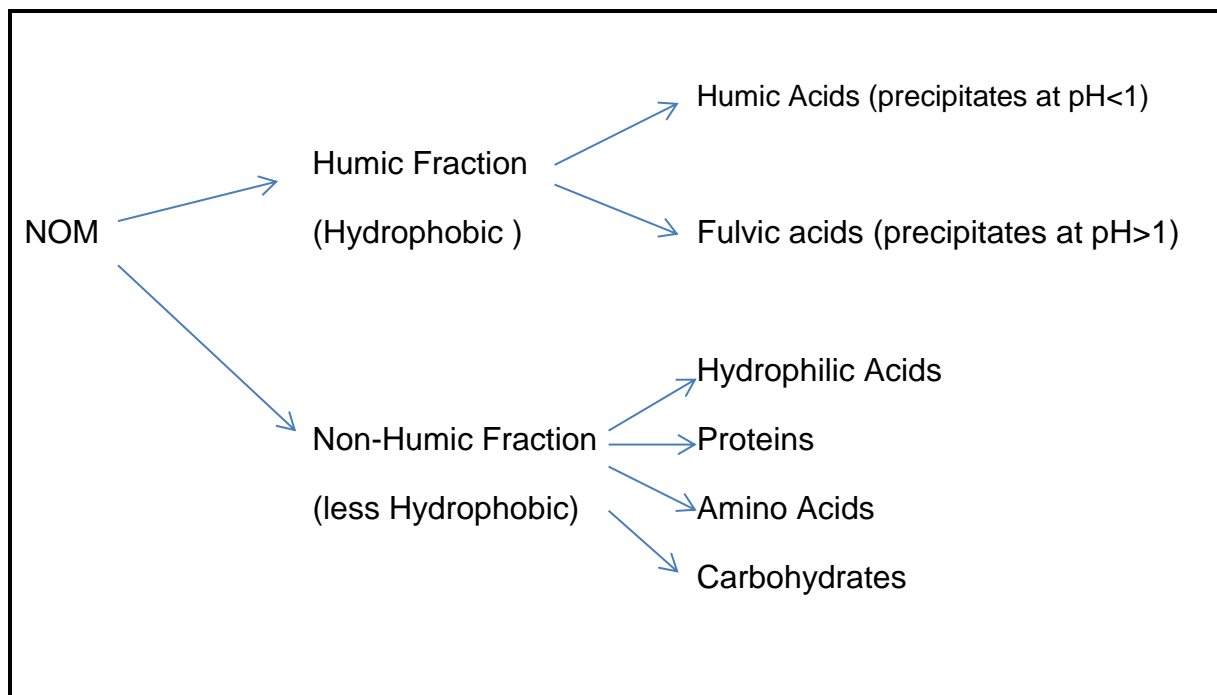 NOM
Humic Fraction
(Hydrophobic )
Humic Acids (precipitates at pH<1)
Fulvic acids (precipitates at pH>1)
Non-Humic Fraction
(less Hydrophobic)
Hydrophilic Acids
Proteins
Amino Acids
Carbohydrates